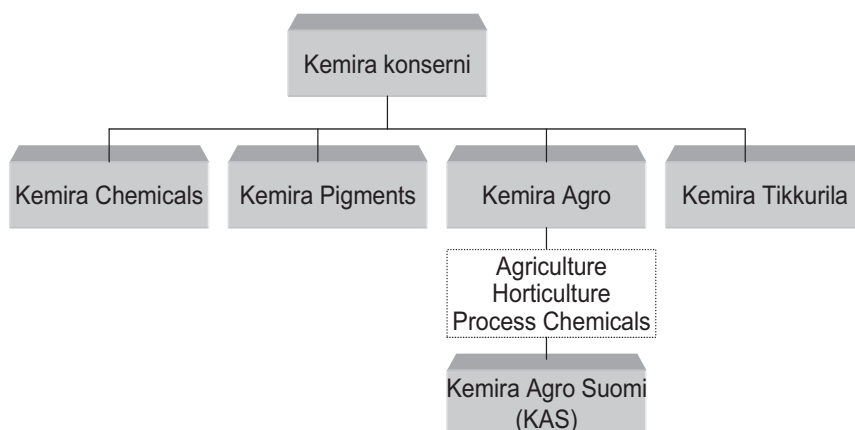 Kemira konserni
Kemira Chemicals
Kemira Pigments
Kemira Agro
Kemira Tikkurila
Agriculture
Horticulture
Process Chemicals
Kemira Agro Suomi
(KAS)